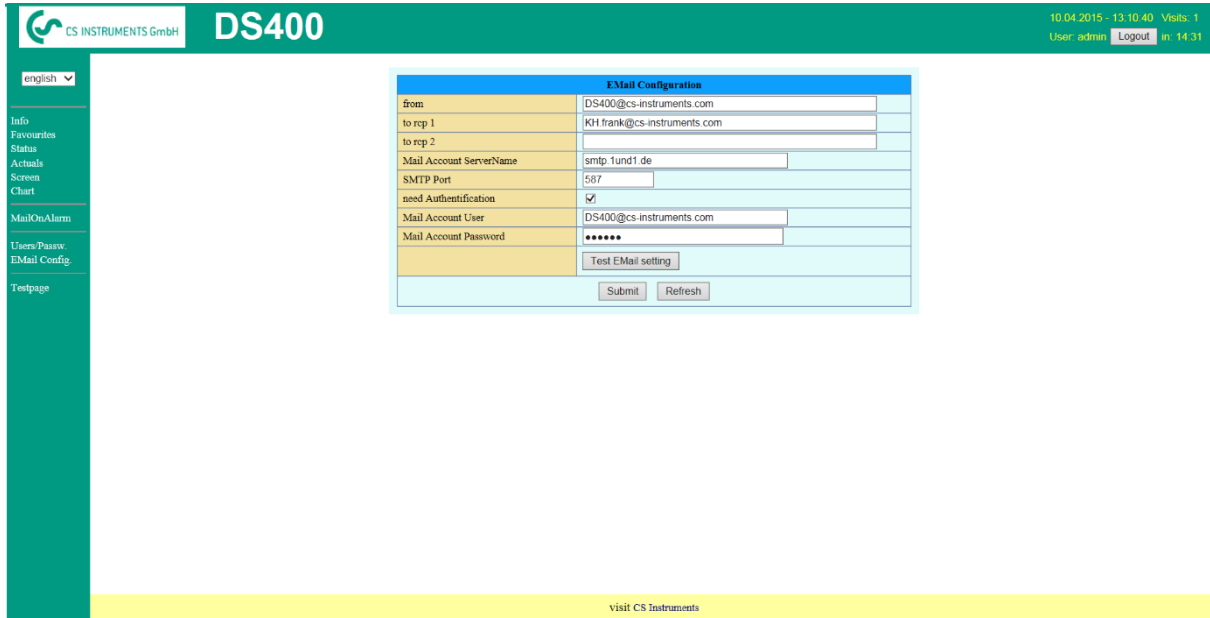 CS INSTRUMENTS GmbH
DS400
10.04.2015 - 13:10.40 Visits: 1
User: admin Logout in: 14:31
english
Info
Favourites
Status
Actuals
Screen
Chart
MailOnAlarm
Users/Passw.
EMail Config.
Testpage
EMail Configuration
from DS400@cs-instruments.com
to rcp 1 KH.frank@cs-instruments.com
to rcp 2
Mail Account ServerName smtp.1und1.de
SMTP Port 587
need Authentification
Mail Account User DS400@cs-instruments.com
Mail Account Password ●●●●●●
Test EMail setting
Submit Refresh
visit CS Instruments